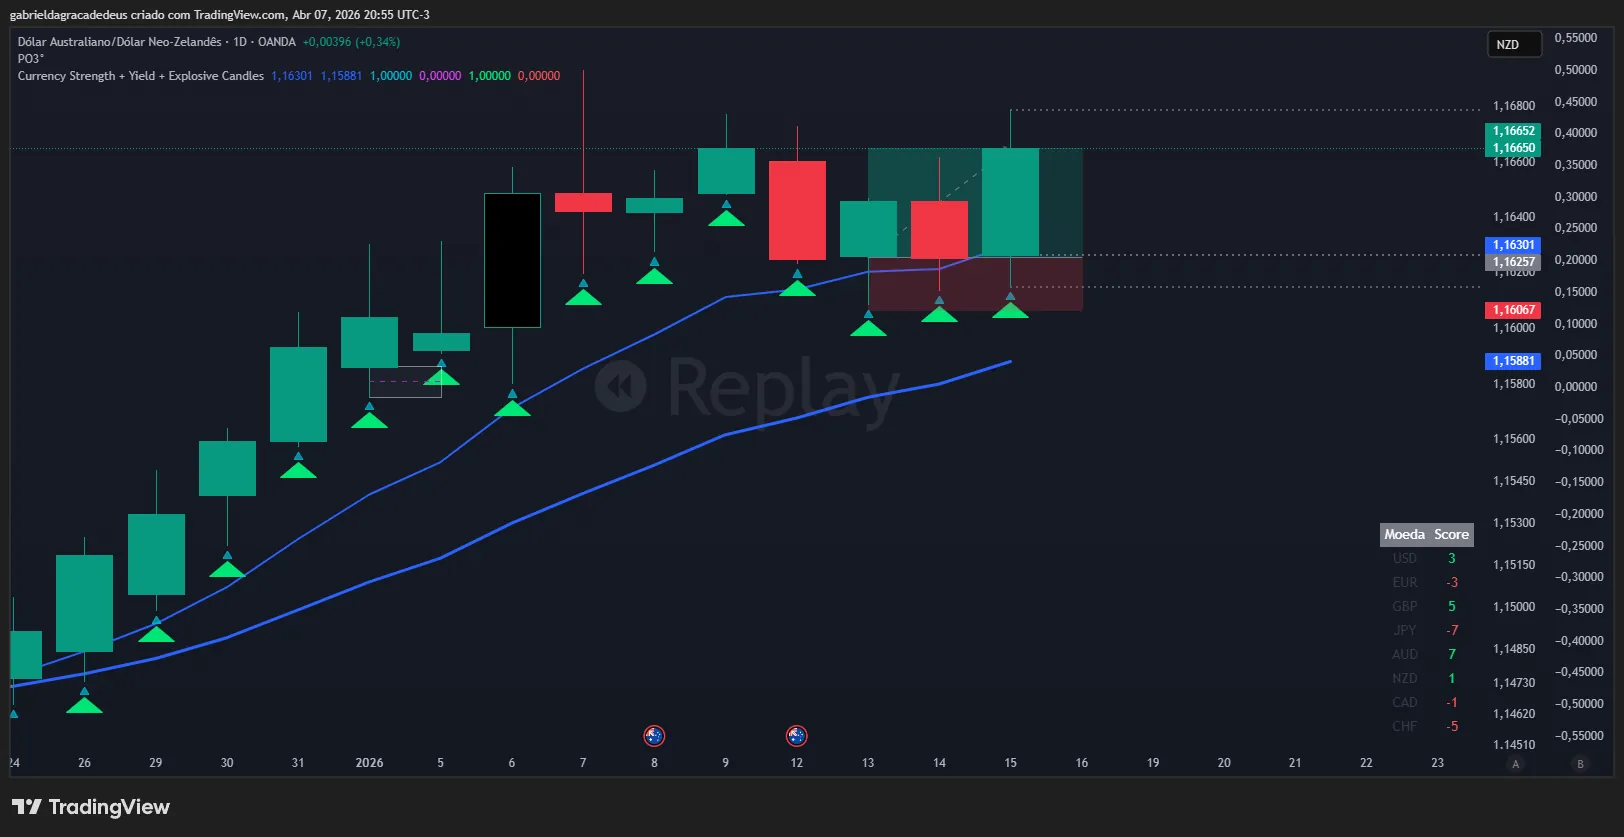 gabrieldagracadedeus criado com TradingView.com, Abr 07, 2026 20:55 UTC-3
Dólar Australiano/Dólar Neo-Zelandês · 1D · OANDA +0,00396 (+0,34%)
PO3°
Currency Strength + Yield + Explosive Candles 1,16301 1,15881 1,00000 0,00000 1,00000 0,00000
NZD
1,16800
1,16652
1,16650
1,16600
1,16400
1,16301
1,16257
1,16200
1,16067
1,16000
1,15881
1,15800
1,15600
1,15450
1,15300
1,15150
1,15000
1,14850
1,14730
1,14620
1.14510
0,55000
0,50000
0,45000
0,40000
0,35000
0,30000
0,25000
0,20000
0,15000
0,10000
0,05000
0,00000
−0,05000
−0,10000
−0,15000
−0,20000
−0,25000
−0,30000
−0,35000
−0,40000
−0,45000
−0,50000
−0,55000
Replay
Moeda Score
USD 3
EUR -3
GBP 5
JPY -7
AUD 7
NZD 1
CAD -1
CHF -5
24 26 29 30 31 2026 5 6 7 8 9 12 13 14 15 16 19 20 21 22 23 A B
TradingView